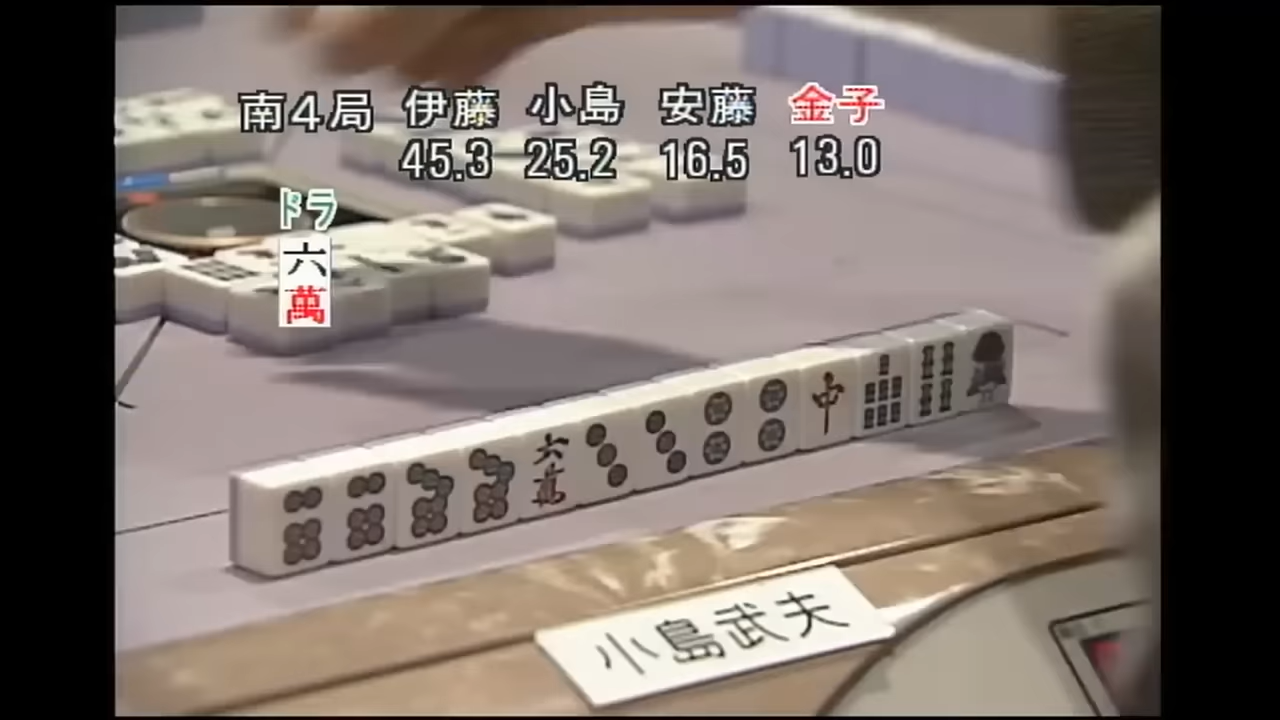 南4局 伊藤 小島 安藤 金子
45.3 25.2 16.5 13.0
ドラ
六
萬
六
萬
中
小島武夫